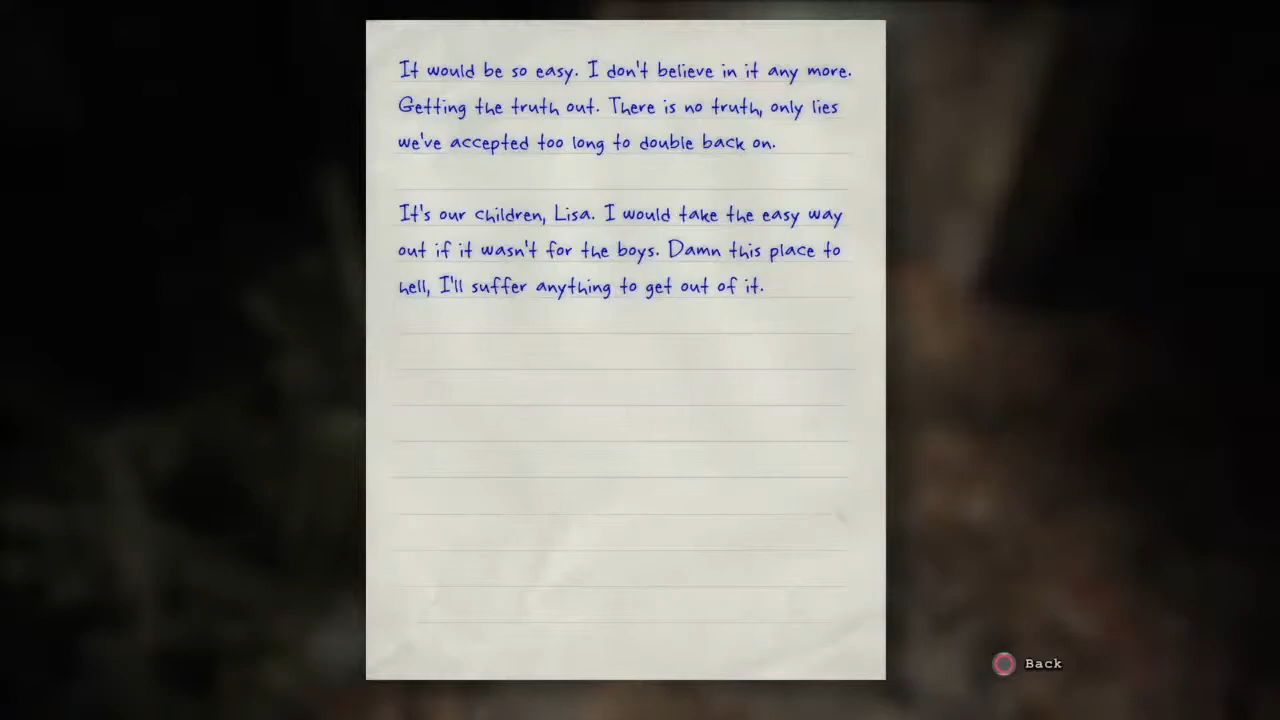 It would be so easy. I don't believe in it any more.
Getting the truth out. There is no truth, only lies
we've accepted too long to double back on.
It's our children, Lisa. I would take the easy way
out if it wasn't for the boys. Damn this place to
hell, I'll suffer anything to get out of it.
Back